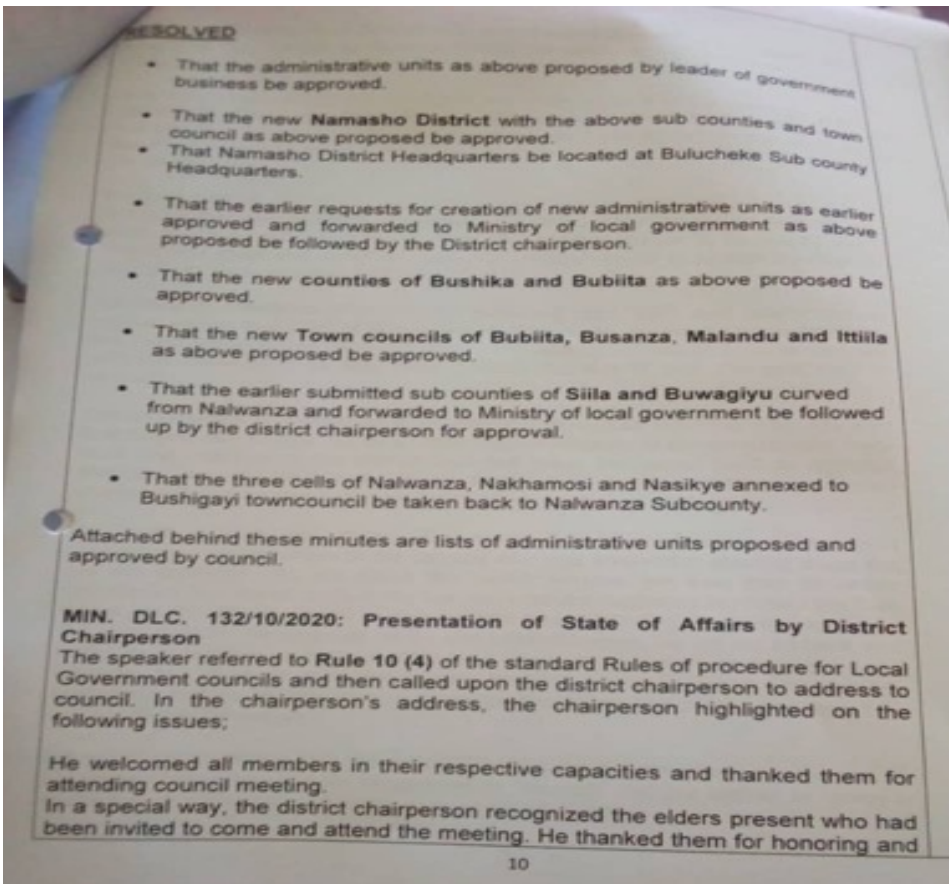 RESOLVED
• That the administrative units as above proposed by leader of government
business be approved.
• That the new Namasho District with the above sub counties and town
council as above proposed be approved.
• That Namasho District Headquarters be located at Bulucheke Sub county
Headquarters.
• That the earlier requests for creation of new administrative units as earlier
approved and forwarded to Ministry of local government as above
proposed be followed by the District chairperson.
• That the new counties of Bushika and Bubiita as above proposed be
approved.
• That the new Town councils of Bubiita, Busanza, Malandu and Ittiila
as above proposed be approved.
• That the earlier submitted sub counties of Siila and Buwagiyu curved
from Nalwanza and forwarded to Ministry of local government be followed
up by the district chairperson for approval.
• That the three cells of Nalwanza, Nakhamosi and Nasikye annexed to
Bushigayi towncouncil be taken back to Nalwanza Subcounty.
Attached behind these minutes are lists of administrative units proposed and
approved by council.
MIN. DLC. 132/10/2020: Presentation of State of Affairs by District
Chairperson
The speaker referred to Rule 10 (4) of the standard Rules of procedure for Local
Government councils and then called upon the district chairperson to address to
council. In the chairperson's address, the chairperson highlighted on the
following issues;
He welcomed all members in their respective capacities and thanked them for
attending council meeting.
In a special way, the district chairperson recognized the elders present who had
been invited to come and attend the meeting. He thanked them for honoring and
10